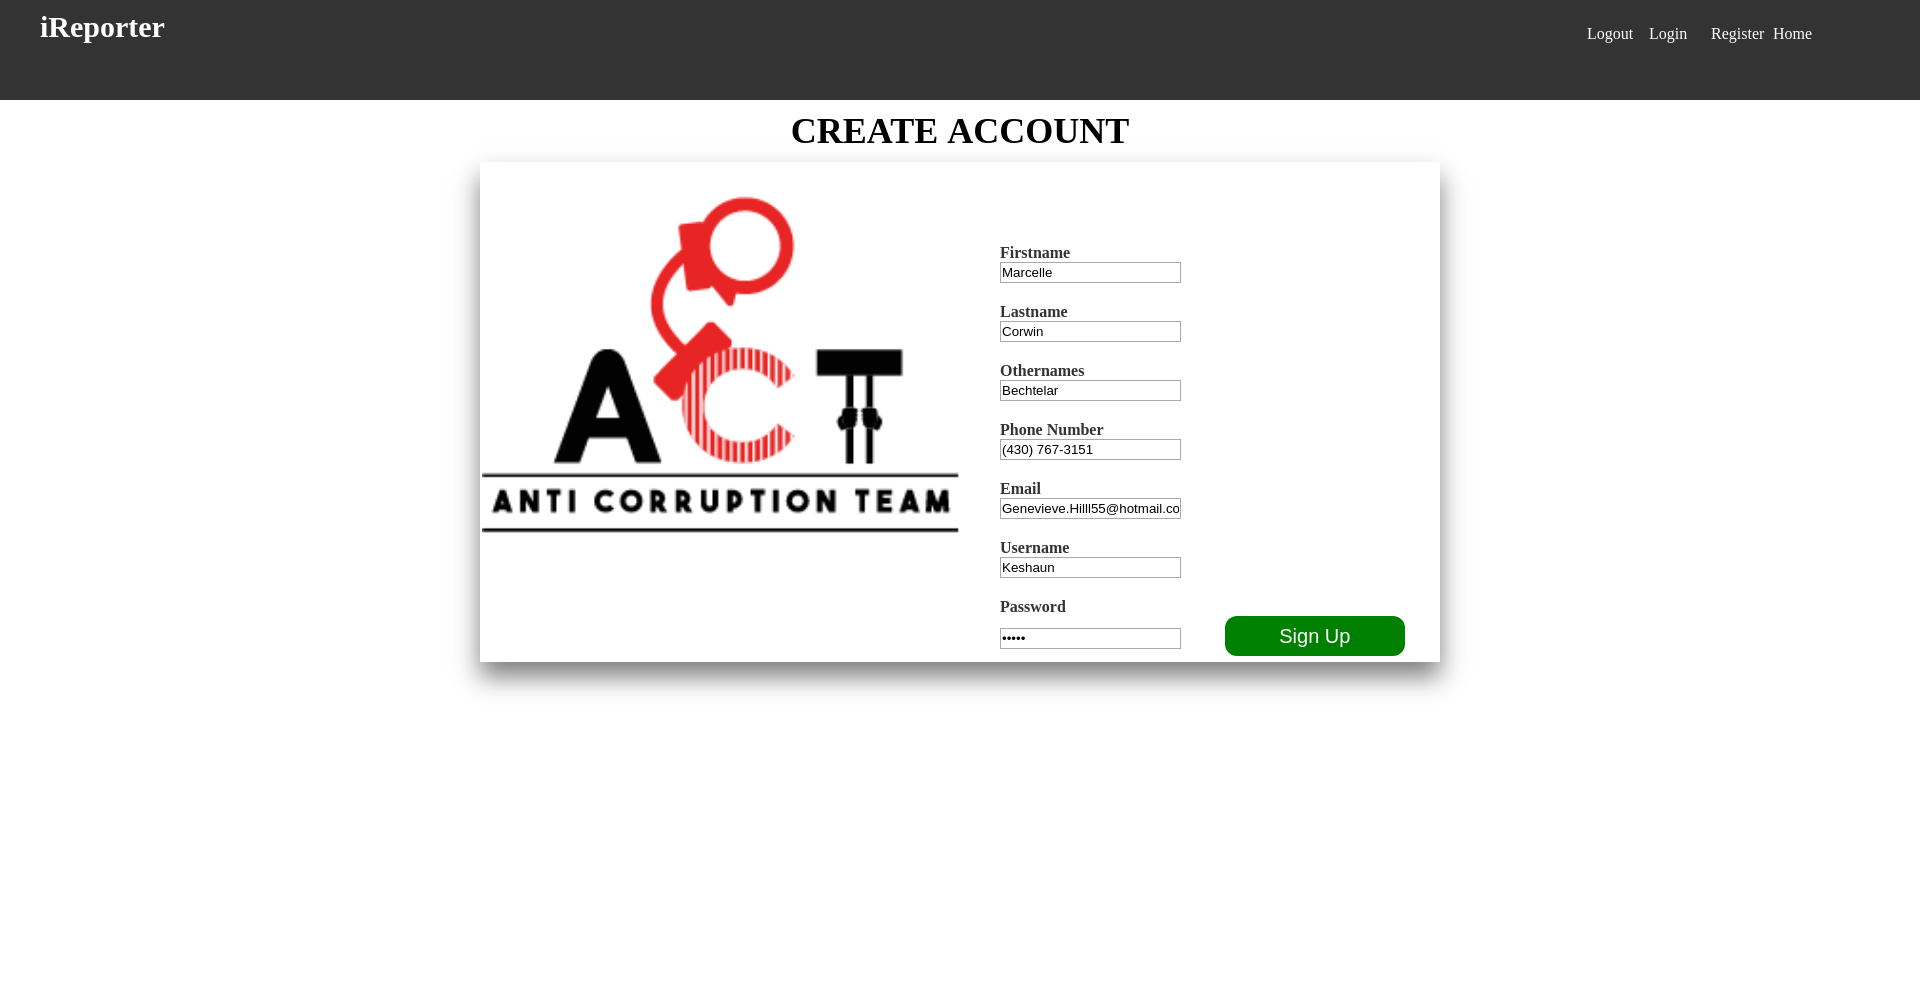 iReporter
Logout Login Register Home
CREATE ACCOUNT
ACT
ANTI CORRUPTION TEAM
Firstname
Marcelle
Lastname
Corwin
Othernames
Bechtelar
Phone Number
(430) 767-3151
Email
Genevieve.Hilll55@hotmail.co
Username
Keshaun
Password
•••••
Sign Up